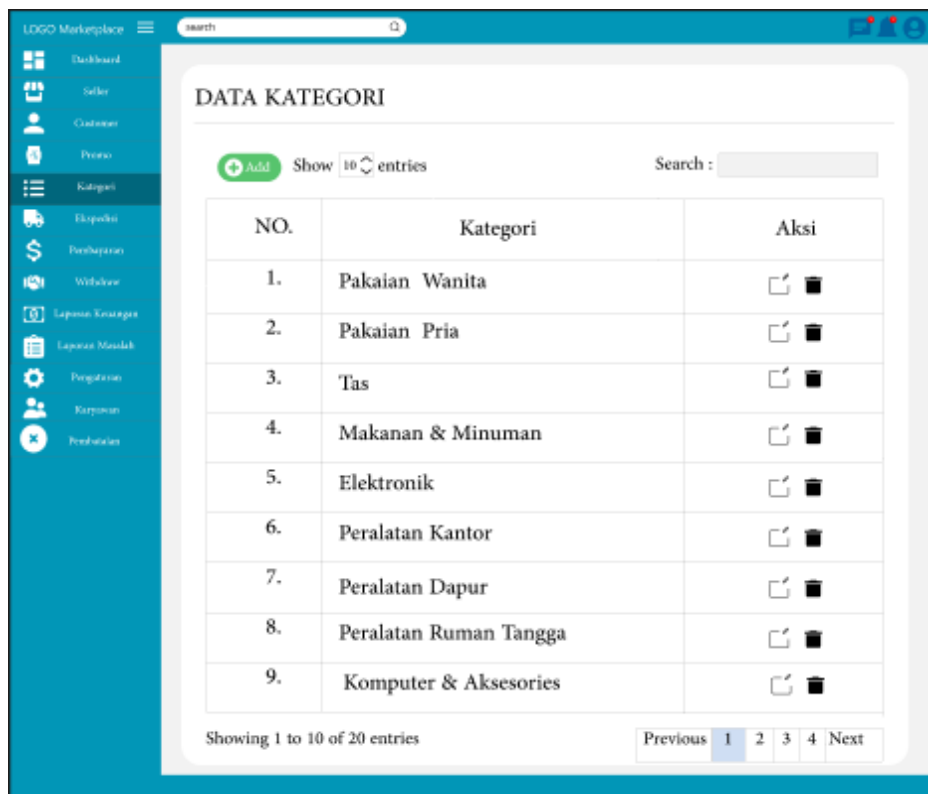 LOGO Marketplace
search
Dashboard
Seller
Customer
Promo
Kategori
Ekspedisi
Pembayaran
Withdraw
Laporan Keuangan
Laporan Masalah
Pengaturan
Karyawan
Pembatalan
DATA KATEGORI
Add Show 10 entries Search :
NO. Kategori Aksi
1. Pakaian Wanita
2. Pakaian Pria
3. Tas
4. Makanan & Minuman
5. Elektronik
6. Peralatan Kantor
7. Peralatan Dapur
8. Peralatan Ruman Tangga
9. Komputer & Aksesories
Showing 1 to 10 of 20 entries Previous 1 2 3 4 Next